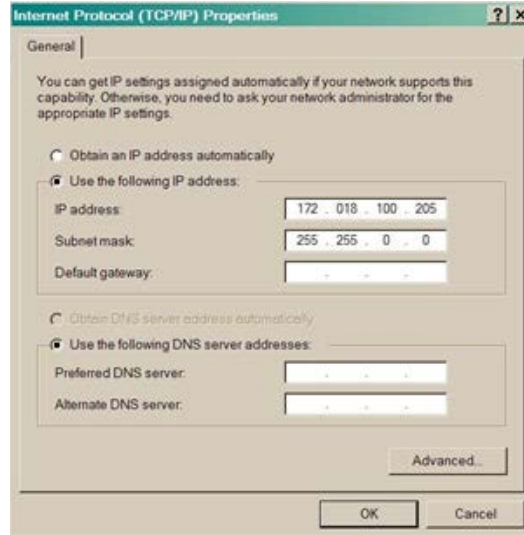 Internet Protocol (TCP/IP) Properties
General
You can get IP settings assigned automatically if your network supports this
capability. Otherwise, you need to ask your network administrator for the
appropriate IP settings.
Obtain an IP address automatically
Use the following IP address:
IP address: 172 . 018 . 100 . 205
Subnet mask: 255 . 255 . 0 . 0
Default gateway: . . .
Obtain DNS server address automatically
Use the following DNS server addresses:
Preferred DNS server: . . .
Alternate DNS server: . . .
Advanced...
OK Cancel